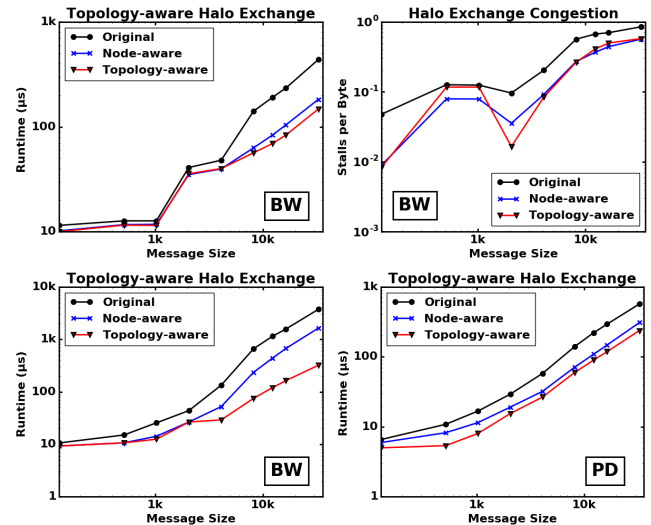 Topology-aware Halo Exchange
Runtime (μs)
1k
100
10
Original
Node-aware
Topology-aware
BW
1k
10k
Message Size
Halo Exchange Congestion
Stalls per Byte
10^0
10^-1
10^-2
10^-3
BW
Original
Node-aware
Topology-aware
1k
10k
Message Size
Topology-aware Halo Exchange
Runtime (μs)
10k
1k
100
10
1
Original
Node-aware
Topology-aware
BW
1k
10k
Message Size
Topology-aware Halo Exchange
Runtime (μs)
1k
100
10
1
Original
Node-aware
Topology-aware
PD
1k
10k
Message Size